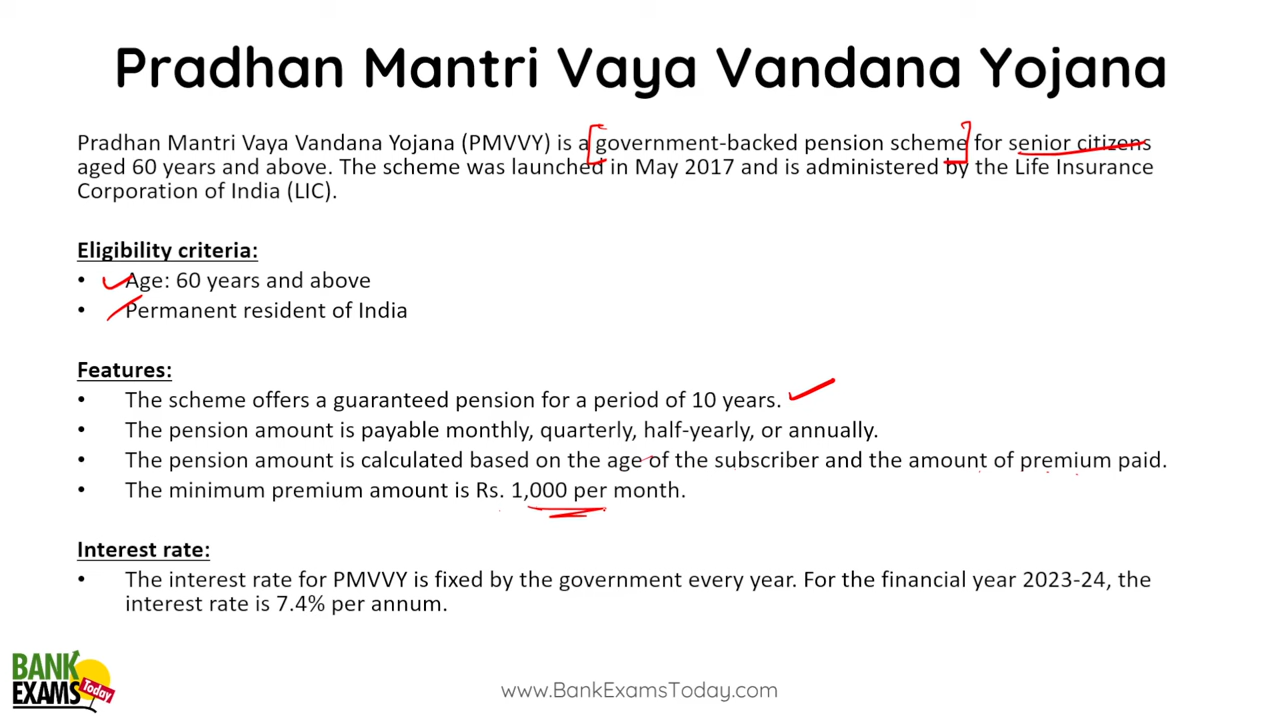 Pradhan Mantri Vaya Vandana Yojana
Pradhan Mantri Vaya Vandana Yojana (PMVVY) is a government-backed pension scheme for senior citizens
aged 60 years and above. The scheme was launched in May 2017 and is administered by the Life Insurance
Corporation of India (LIC).
Eligibility criteria:
• Age: 60 years and above
• Permanent resident of India
Features:
• The scheme offers a guaranteed pension for a period of 10 years.
• The pension amount is payable monthly, quarterly, half-yearly, or annually.
• The pension amount is calculated based on the age of the subscriber and the amount of premium paid.
• The minimum premium amount is Rs. 1,000 per month.
Interest rate:
• The interest rate for PMVVY is fixed by the government every year. For the financial year 2023-24, the
interest rate is 7.4% per annum.
BANK
EXAMS
Today
www.BankExamsToday.com